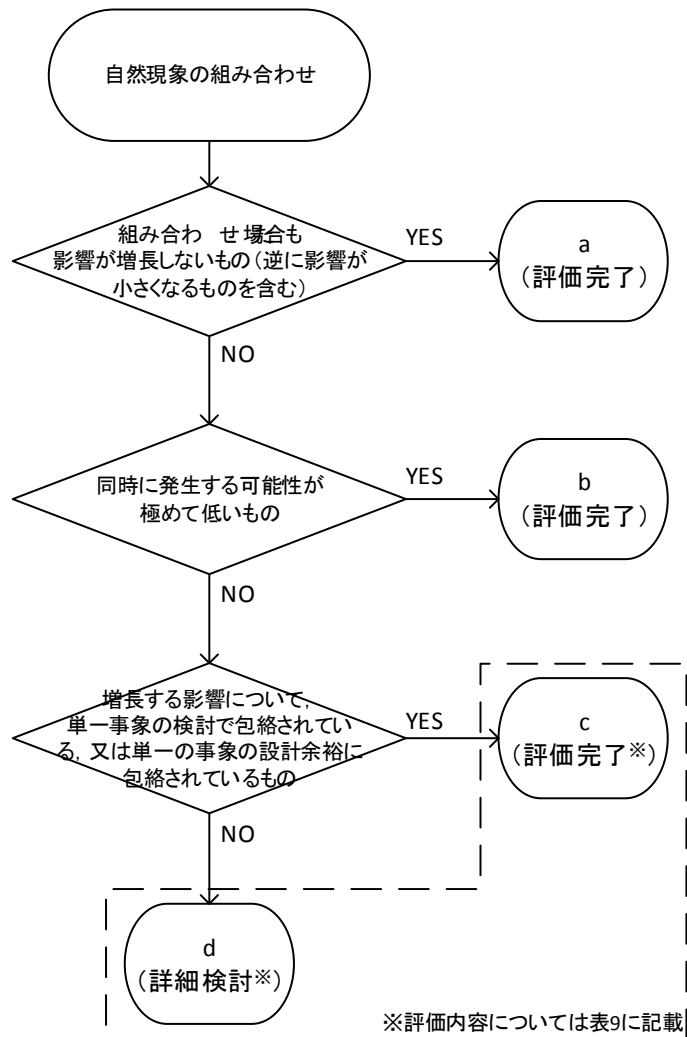 自然現象の組み合わせ
組み合わせ場合も
影響が増長しないもの（逆に影響が
小さくなるものを含む）
YES
a
（評価完了）
NO
同時に発生する可能性が
極めて低いもの
YES
b
（評価完了）
NO
増長する影響について，
単一事象の検討で包絡されてい
る，又は単一の事象の設計余裕に
包絡されているもの
YES
c
（評価完了※）
NO
d
（詳細検討※）
※評価内容については表9に記載